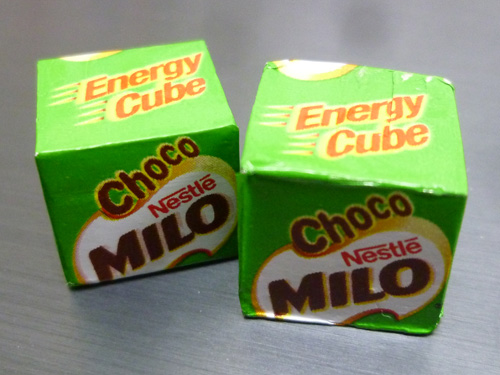 Energy
Cube
Choco
Nestlé
MILO
Energy
Cube
Choco
Nestlé
MILO